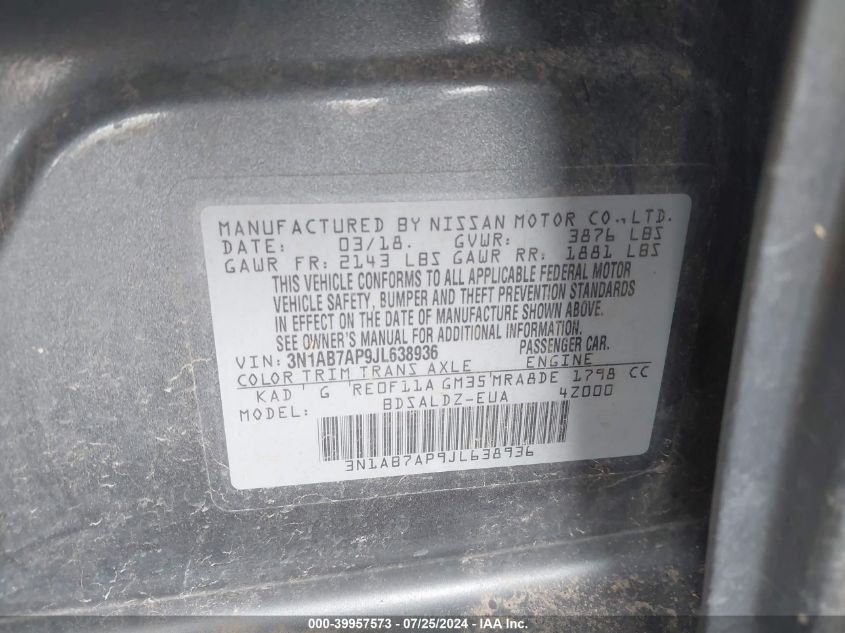 MANUFACTURED BY NISSAN MOTOR CO., LTD.
DATE: 03/18. GVWR: 3876 LBS
GAWR FR: 2143 LBS GAWR RR: 1881 LBS
THIS VEHICLE CONFORMS TO ALL APPLICABLE FEDERAL MOTOR
VEHICLE SAFETY, BUMPER AND THEFT PREVENTION STANDARDS
IN EFFECT ON THE DATE OF MANUFACTURE SHOWN ABOVE.
SEE OWNER'S MANUAL FOR ADDITIONAL INFORMATION.
VIN: 3N1AB7AP9JL638936 PASSENGER CAR.
COLOR TRIM TRANS AXLE ENGINE
KAD G RE0F11A GM35 MRA8DE 1798 CC
MODEL: BDSALDZ-EUA 4Z000
3N1AB7AP9JL638936
000-39957573 - 07/25/2024 - IAA Inc.